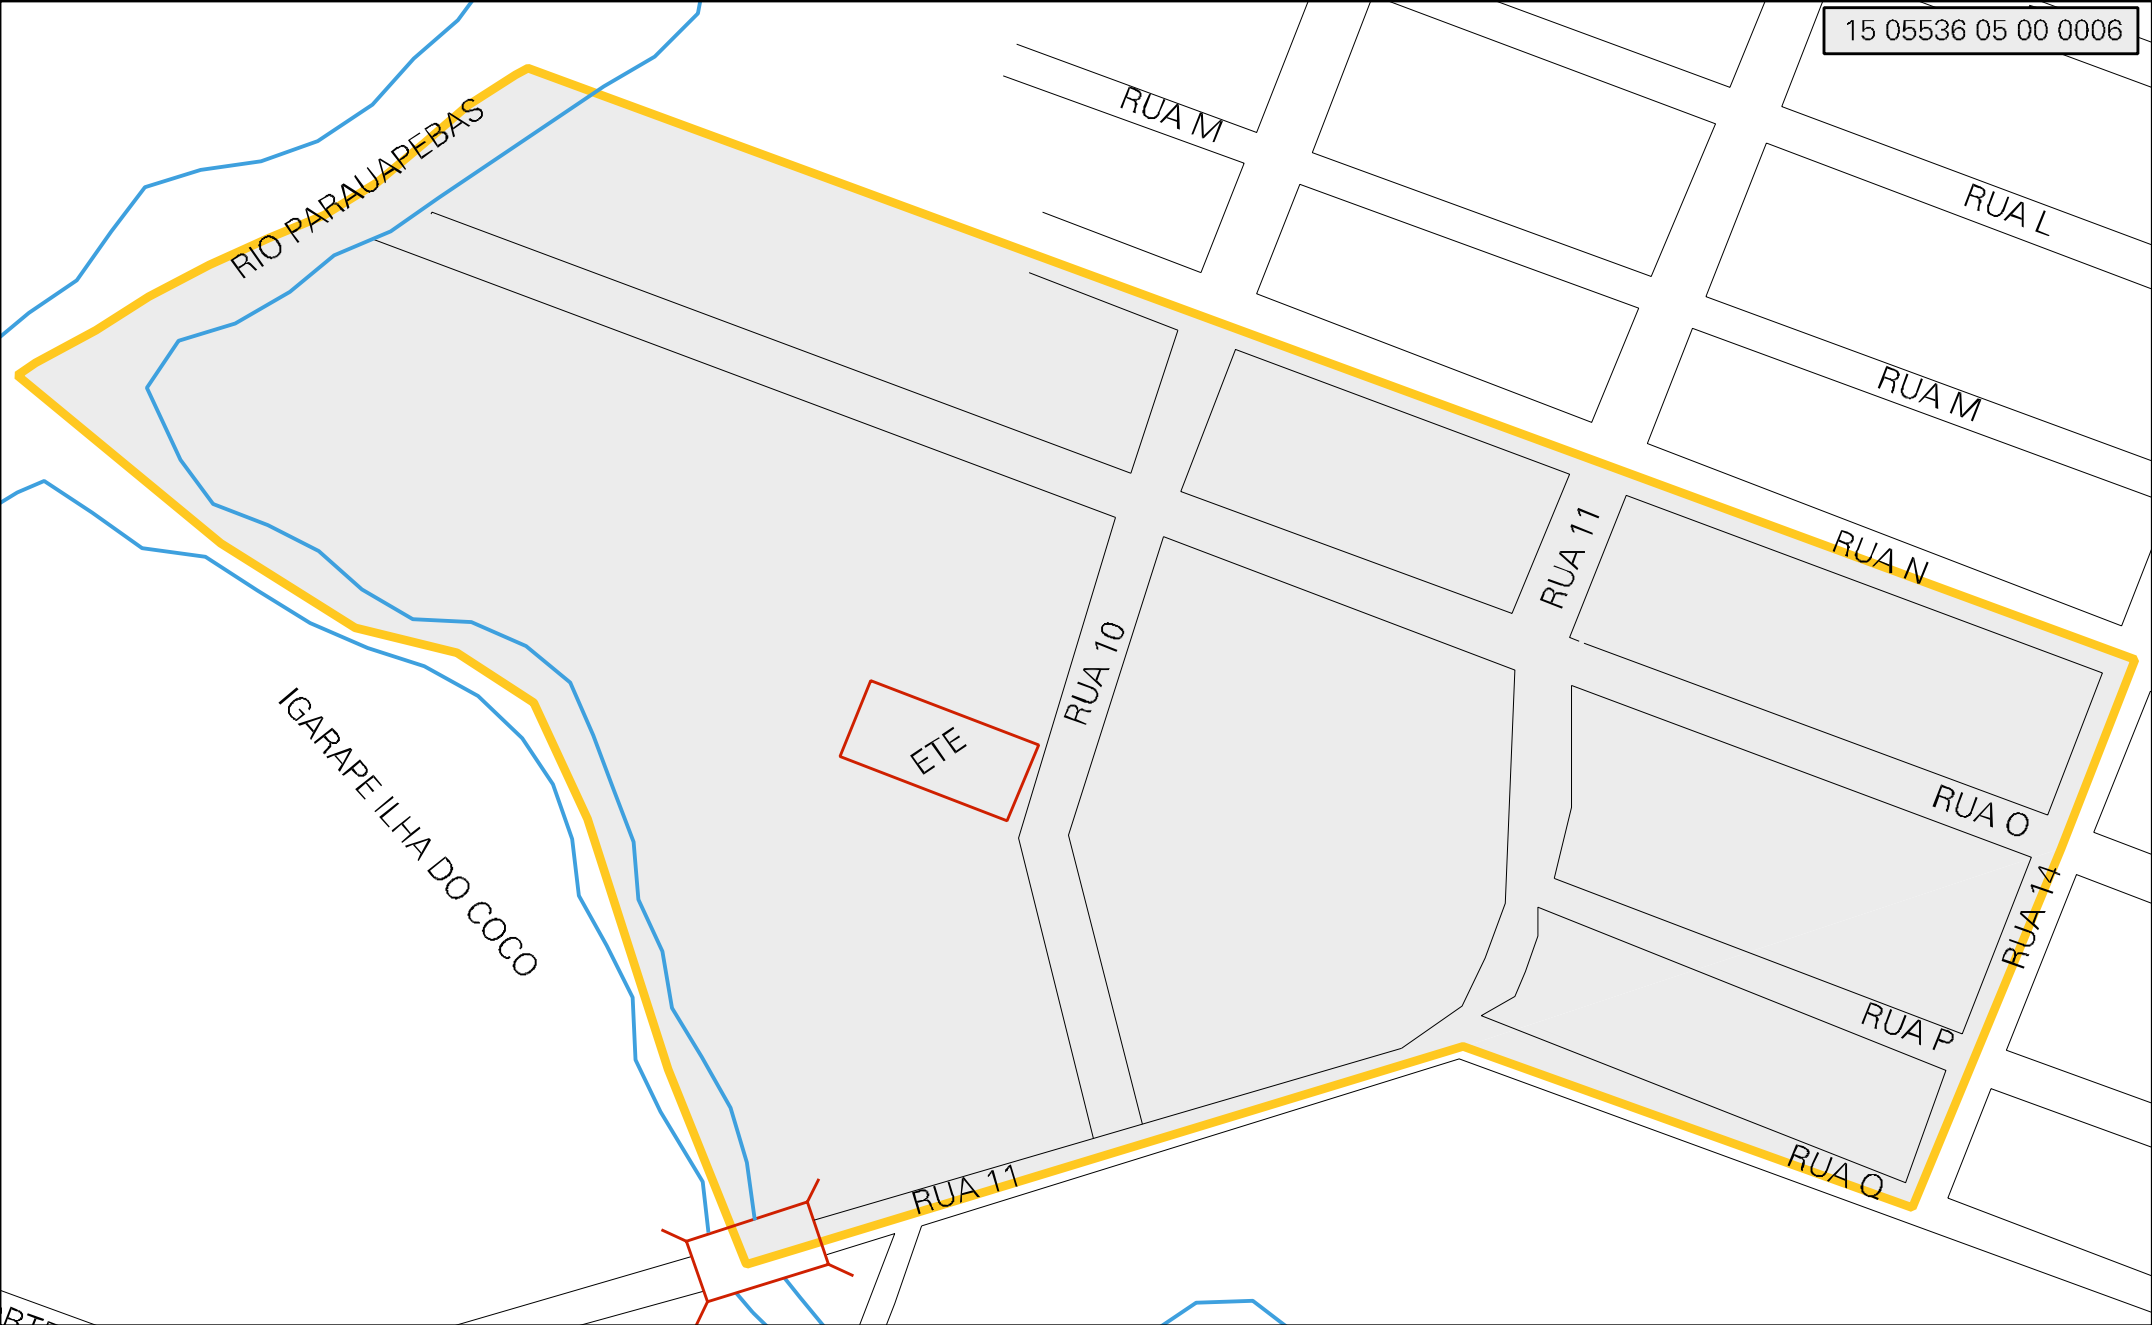 15 05536 05 00 0006
RUA M
RIO PARAUAPEBAS
RUA L
RUA M
RUA N
RUA 11
RUA 10
ETE
IGARAPE ILHA DO COCO
RUA O
RUA 14
RUA P
RUA Q
RUA 11